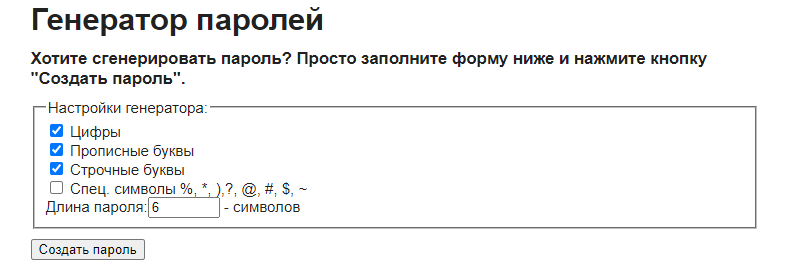 Генератор паролей
Хотите сгенерировать пароль? Просто заполните форму ниже и нажмите кнопку
"Создать пароль".
Настройки генератора:
Цифры
Прописные буквы
Строчные буквы
Спец. символы %, *, ),?, @, #, $, ~
Длина пароля: 6 - символов
Создать пароль